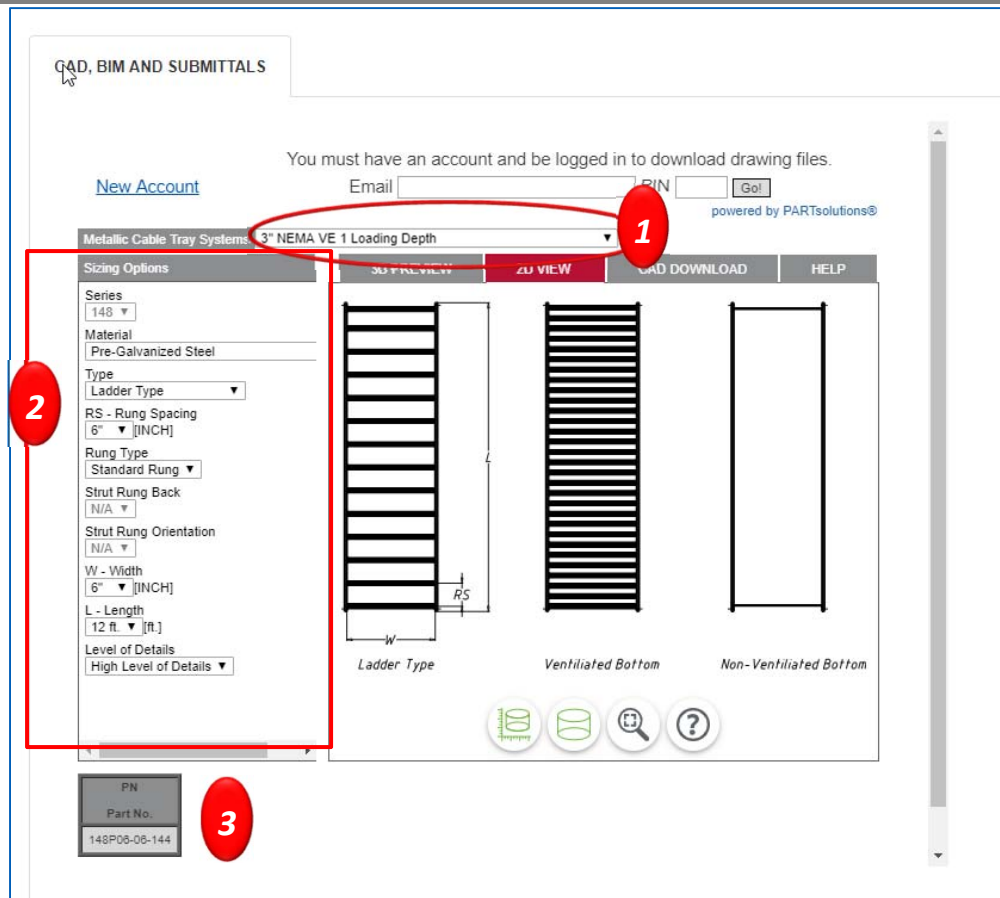 CAD, BIM AND SUBMITTALS
You must have an account and be logged in to download drawing files.
New Account Email PIN Go!
powered by PARTsolutions®
Metallic Cable Tray Systems 3" NEMA VE 1 Loading Depth
1
Sizing Options 3D PREVIEW 2D VIEW CAD DOWNLOAD HELP
Series
148
Material
Pre-Galvanized Steel
Type
Ladder Type
2
RS - Rung Spacing
6" [INCH]
Rung Type
Standard Rung
Strut Rung Back
N/A
Strut Rung Orientation
N/A
W - Width
6" [INCH]
L - Length
12 ft. [ft.]
Level of Details
High Level of Details
L
RS
W
Ladder Type Ventiliated Bottom Non-Ventiliated Bottom
?
PN
Part No.
148P06-06-144
3